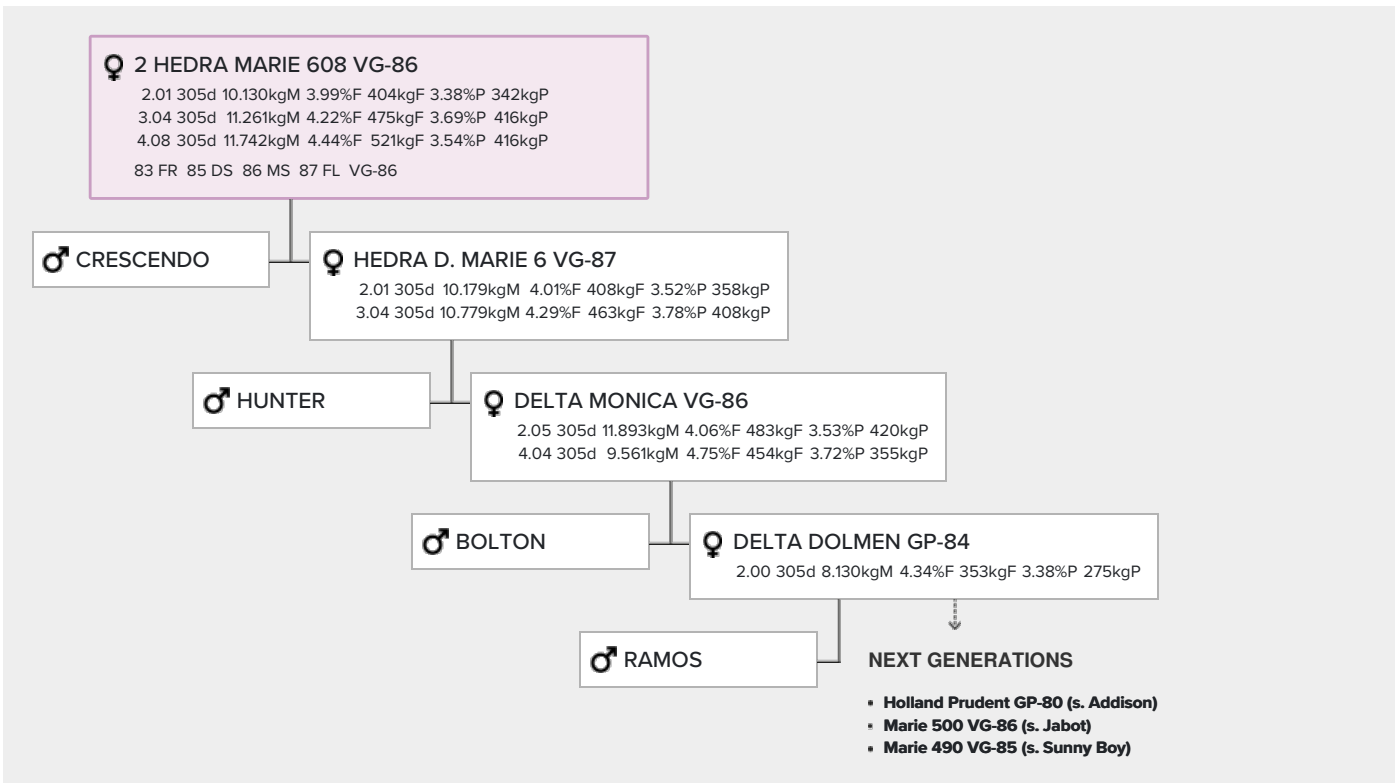 2 HEDRA MARIE 608 VG-86
2.01 305d 10.130kgM 3.99%F 404kgF 3.38%P 342kgP
3.04 305d 11.261kgM 4.22%F 475kgF 3.69%P 416kgP
4.08 305d 11.742kgM 4.44%F 521kgF 3.54%P 416kgP
83 FR 85 DS 86 MS 87 FL VG-86
CRESCENDO
HEDRA D. MARIE 6 VG-87
2.01 305d 10.179kgM 4.01%F 408kgF 3.52%P 358kgP
3.04 305d 10.779kgM 4.29%F 463kgF 3.78%P 408kgP
HUNTER
DELTA MONICA VG-86
2.05 305d 11.893kgM 4.06%F 483kgF 3.53%P 420kgP
4.04 305d 9.561kgM 4.75%F 454kgF 3.72%P 355kgP
BOLTON
DELTA DOLMEN GP-84
2.00 305d 8.130kgM 4.34%F 353kgF 3.38%P 275kgP
RAMOS
NEXT GENERATIONS
• Holland Prudent GP-80 (s. Addison)
• Marie 500 VG-86 (s. Jabot)
• Marie 490 VG-85 (s. Sunny Boy)